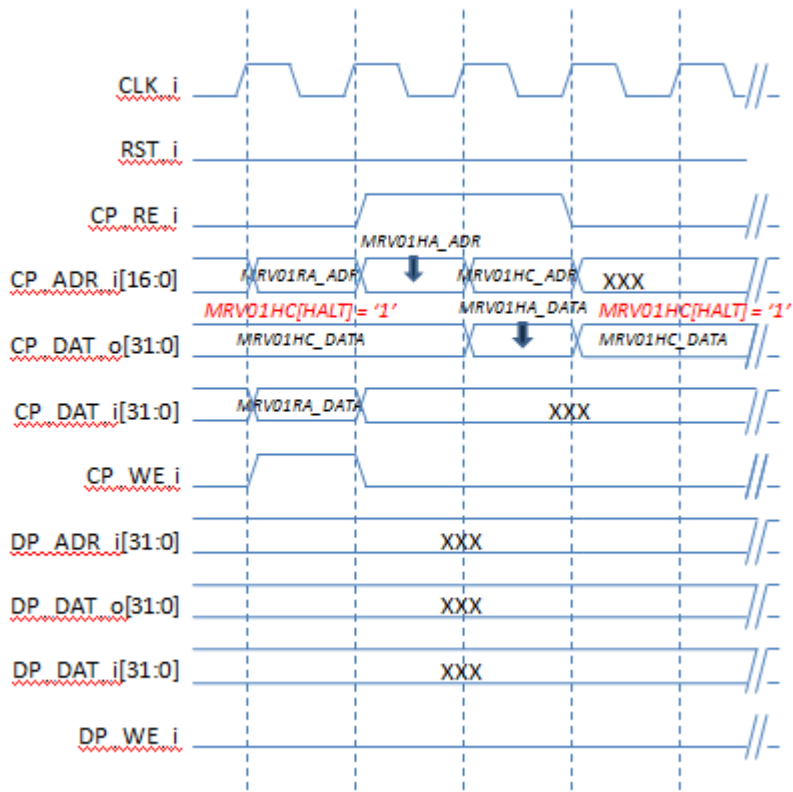 CLK_i
RST_i
CP_RE_i
MRV01HA_ADR
CP_ADR_i[16:0] MRV01RA_ADR MRV01HC_ADR XXX
MRV01HC[HALT] = ‘1’ MRV01HA_DATA MRV01HC[HALT] = ‘1’
CP_DAT_o[31:0] MRV01HC_DATA MRV01HC_DATA
CP_DAT_i[31:0] MRV01RA_DATA XXX
CP_WE_i
DP_ADR_i[31:0] XXX
DP_DAT_o[31:0] XXX
DP_DAT_i[31:0] XXX
DP_WE_i